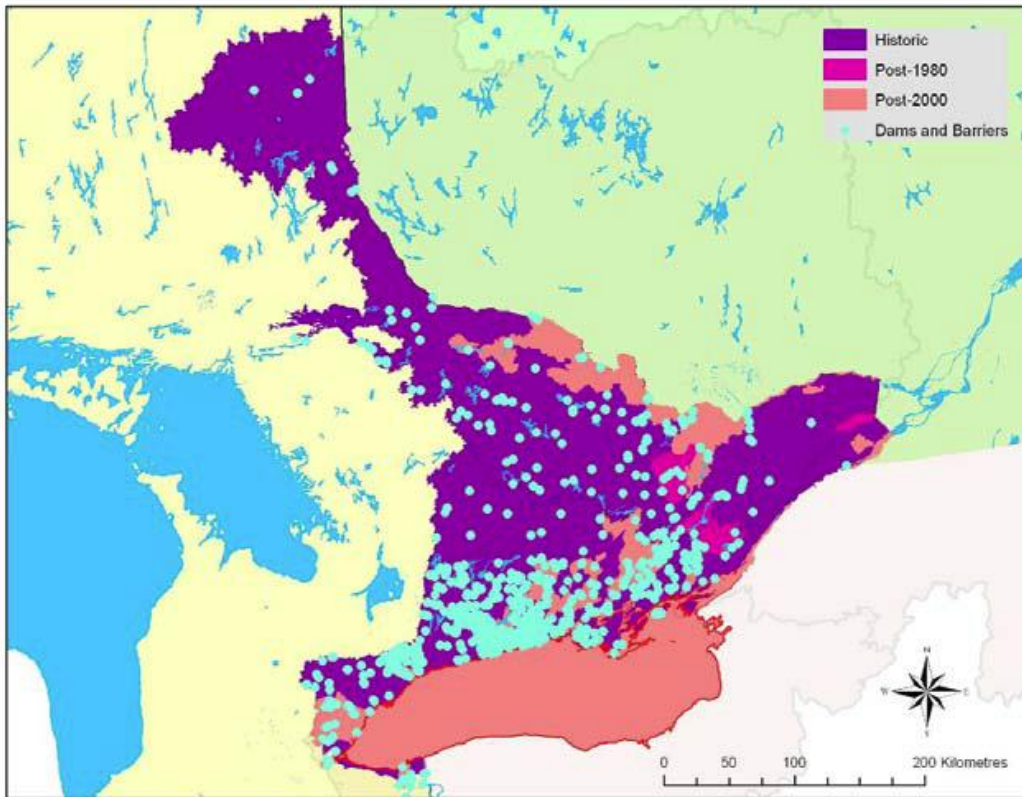 Historic
Post-1980
Post-2000
Dams and Barriers
N
W
E
S
0 50 100 200 Kilometres